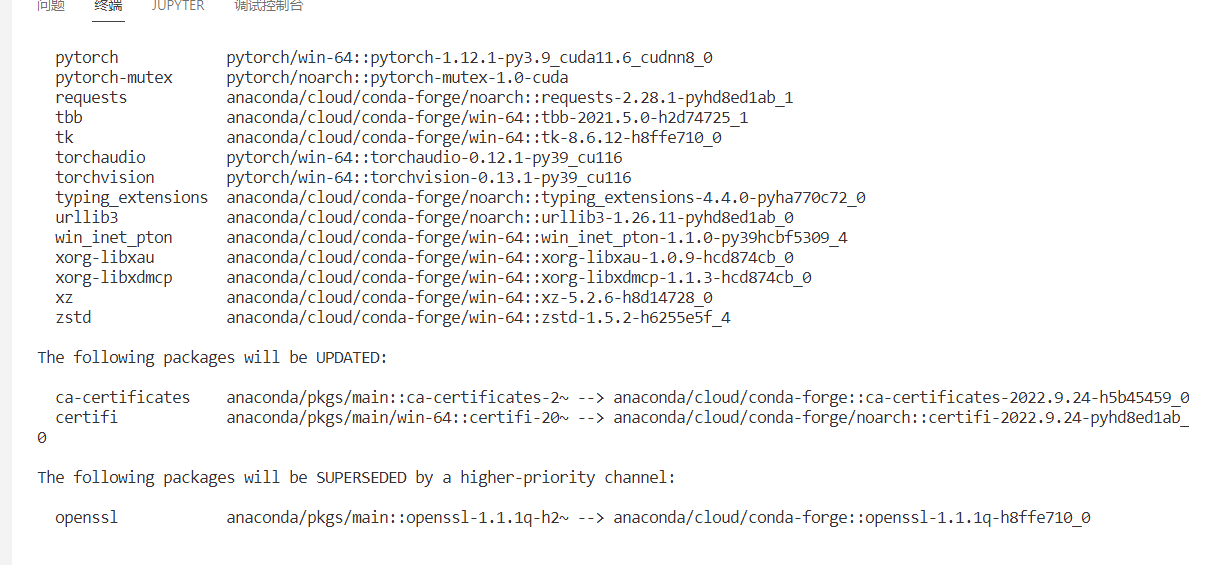 问题 终端 JUPYTER 调试控制台
pytorch pytorch/win-64::pytorch-1.12.1-py3.9_cuda11.6_cudnn8_0
pytorch-mutex pytorch/noarch::pytorch-mutex-1.0-cuda
requests anaconda/cloud/conda-forge/noarch::requests-2.28.1-pyhd8ed1ab_1
tbb anaconda/cloud/conda-forge/win-64::tbb-2021.5.0-h2d74725_1
tk anaconda/cloud/conda-forge/win-64::tk-8.6.12-h8ffe710_0
torchaudio pytorch/win-64::torchaudio-0.12.1-py39_cu116
torchvision pytorch/win-64::torchvision-0.13.1-py39_cu116
typing_extensions anaconda/cloud/conda-forge/noarch::typing_extensions-4.4.0-pyha770c72_0
urllib3 anaconda/cloud/conda-forge/noarch::urllib3-1.26.11-pyhd8ed1ab_0
win_inet_pton anaconda/cloud/conda-forge/win-64::win_inet_pton-1.1.0-py39hcbf5309_4
xorg-libxau anaconda/cloud/conda-forge/win-64::xorg-libxau-1.0.9-hcd874cb_0
xorg-libxdmcp anaconda/cloud/conda-forge/win-64::xorg-libxdmcp-1.1.3-hcd874cb_0
xz anaconda/cloud/conda-forge/win-64::xz-5.2.6-h8d14728_0
zstd anaconda/cloud/conda-forge/win-64::zstd-1.5.2-h6255e5f_4
The following packages will be UPDATED:
ca-certificates anaconda/pkgs/main::ca-certificates-2~ --> anaconda/cloud/conda-forge::ca-certificates-2022.9.24-h5b45459_0
certifi anaconda/pkgs/main/win-64::certifi-20~ --> anaconda/cloud/conda-forge/noarch::certifi-2022.9.24-pyhd8ed1ab_
0
The following packages will be SUPERSEDED by a higher-priority channel:
openssl anaconda/pkgs/main::openssl-1.1.1q-h2~ --> anaconda/cloud/conda-forge::openssl-1.1.1q-h8ffe710_0